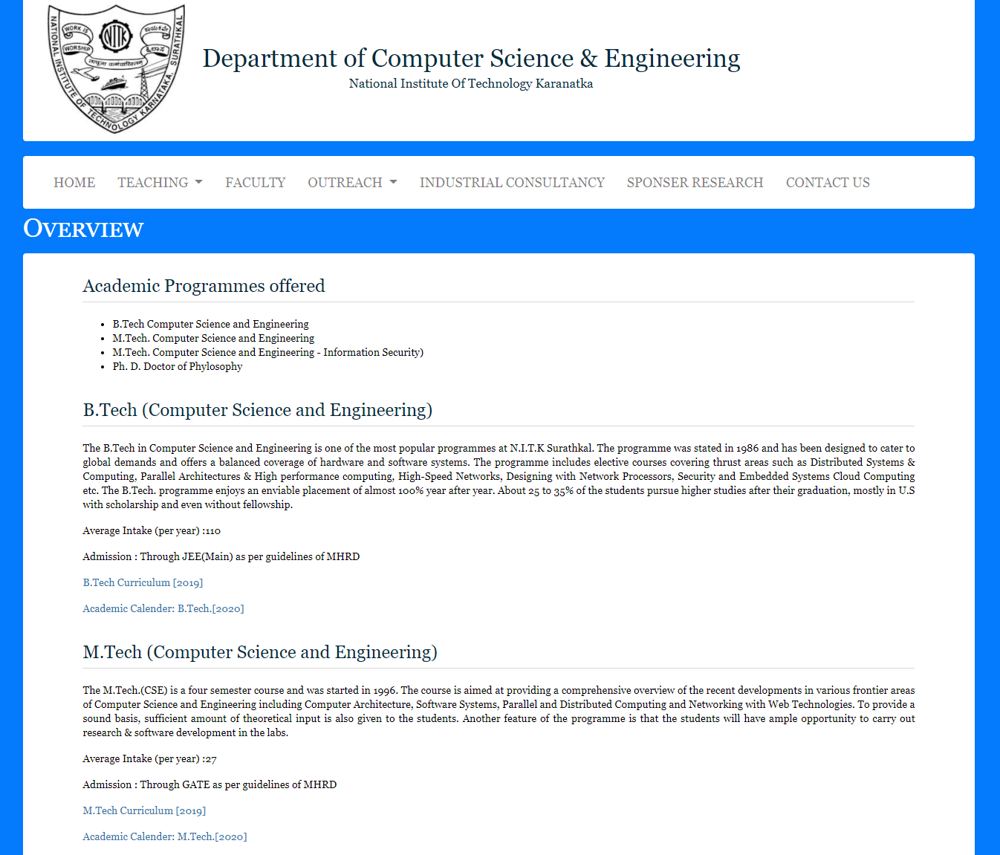 WORK IS
WORSHIP
NITK
ಕಾಯಕವೇ
ಕೈಲಾಸ
NATIONAL INSTITUTE OF TECHNOLOGY KARNATAKA, SURATHKAL
Department of Computer Science & Engineering
National Institute Of Technology Karanatka
HOME TEACHING FACULTY OUTREACH INDUSTRIAL CONSULTANCY SPONSER RESEARCH CONTACT US
OVERVIEW
Academic Programmes offered
• B.Tech Computer Science and Engineering
• M.Tech. Computer Science and Engineering
• M.Tech. Computer Science and Engineering - Information Security)
• Ph. D. Doctor of Phylosophy
B.Tech (Computer Science and Engineering)
The B.Tech in Computer Science and Engineering is one of the most popular programmes at N.I.T.K Surathkal. The programme was stated in 1986 and has been designed to cater to
global demands and offers a balanced coverage of hardware and software systems. The programme includes elective courses covering thrust areas such as Distributed Systems &
Computing, Parallel Architectures & High performance computing, High-Speed Networks, Designing with Network Processors, Security and Embedded Systems Cloud Computing
etc. The B.Tech. programme enjoys an enviable placement of almost 100% year after year. About 25 to 35% of the students pursue higher studies after their graduation, mostly in U.S
with scholarship and even without fellowship.
Average Intake (per year) :110
Admission : Through JEE(Main) as per guidelines of MHRD
B.Tech Curriculum [2019]
Academic Calender: B.Tech.[2020]
M.Tech (Computer Science and Engineering)
The M.Tech.(CSE) is a four semester course and was started in 1996. The course is aimed at providing a comprehensive overview of the recent developments in various frontier areas
of Computer Science and Engineering including Computer Architecture, Software Systems, Parallel and Distributed Computing and Networking with Web Technologies. To provide a
sound basis, sufficient amount of theoretical input is also given to the students. Another feature of the programme is that the students will have ample opportunity to carry out
research & software development in the labs.
Average Intake (per year) :27
Admission : Through GATE as per guidelines of MHRD
M.Tech Curriculum [2019]
Academic Calender: M.Tech.[2020]